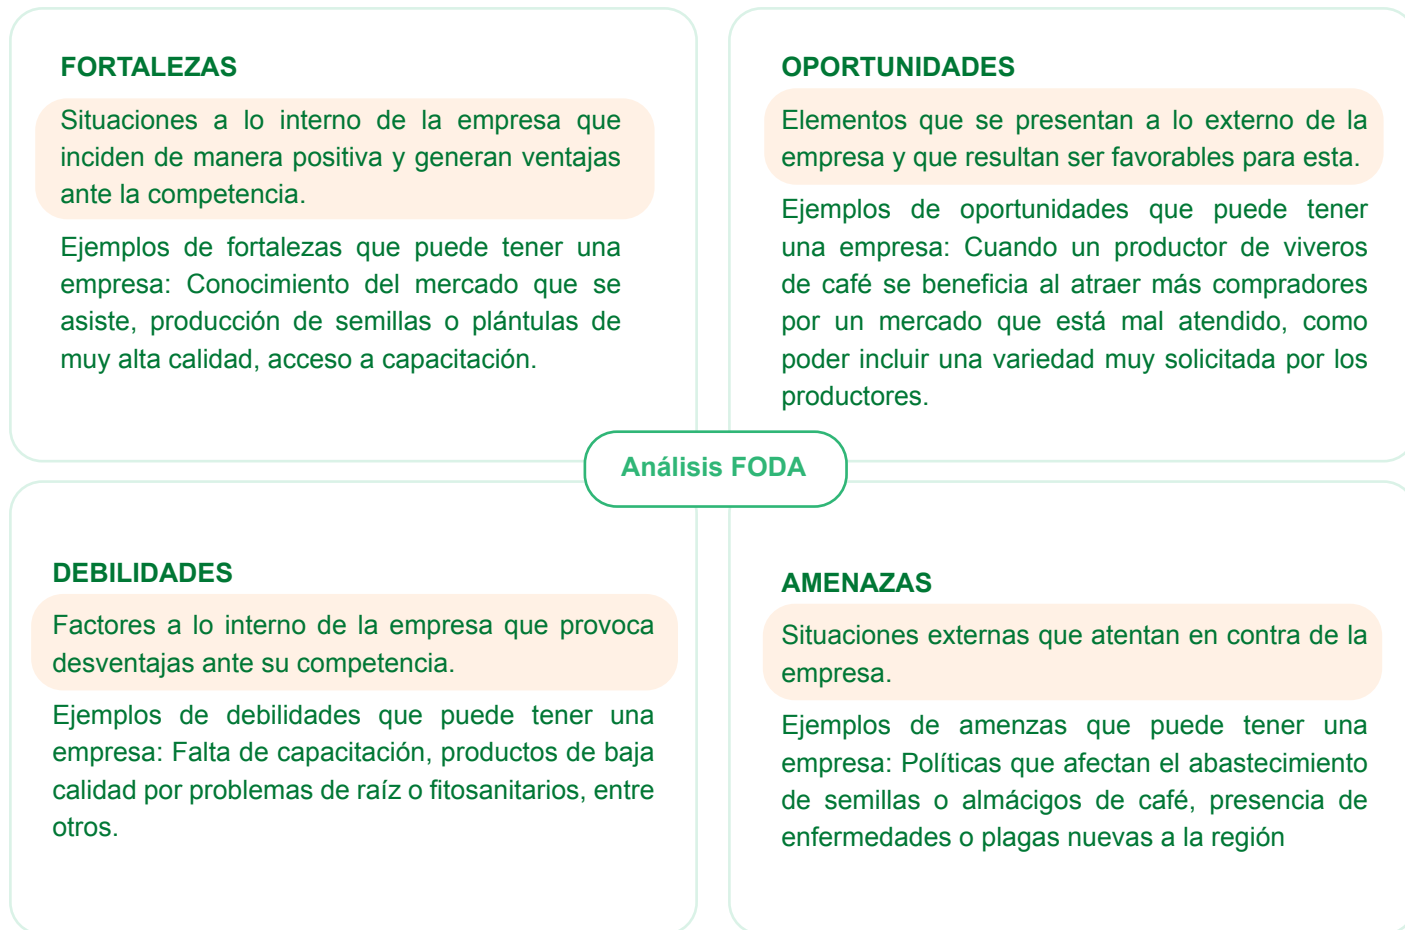 FORTALEZAS
Situaciones a lo interno de la empresa que
inciden de manera positiva y generan ventajas
ante la competencia.
Ejemplos de fortalezas que puede tener una
empresa: Conocimiento del mercado que se
asiste, producción de semillas o plántulas de
muy alta calidad, acceso a capacitación.
OPORTUNIDADES
Elementos que se presentan a lo externo de la
empresa y que resultan ser favorables para esta.
Ejemplos de oportunidades que puede tener
una empresa: Cuando un productor de viveros
de café se beneficia al atraer más compradores
por un mercado que está mal atendido, como
poder incluir una variedad muy solicitada por los
productores.
Análisis FODA
DEBILIDADES
Factores a lo interno de la empresa que provoca
desventajas ante su competencia.
Ejemplos de debilidades que puede tener una
empresa: Falta de capacitación, productos de baja
calidad por problemas de raíz o fitosanitarios, entre
otros.
AMENAZAS
Situaciones externas que atentan en contra de la
empresa.
Ejemplos de amenzas que puede tener una
empresa: Políticas que afectan el abastecimiento
de semillas o almácigos de café, presencia de
enfermedades o plagas nuevas a la región